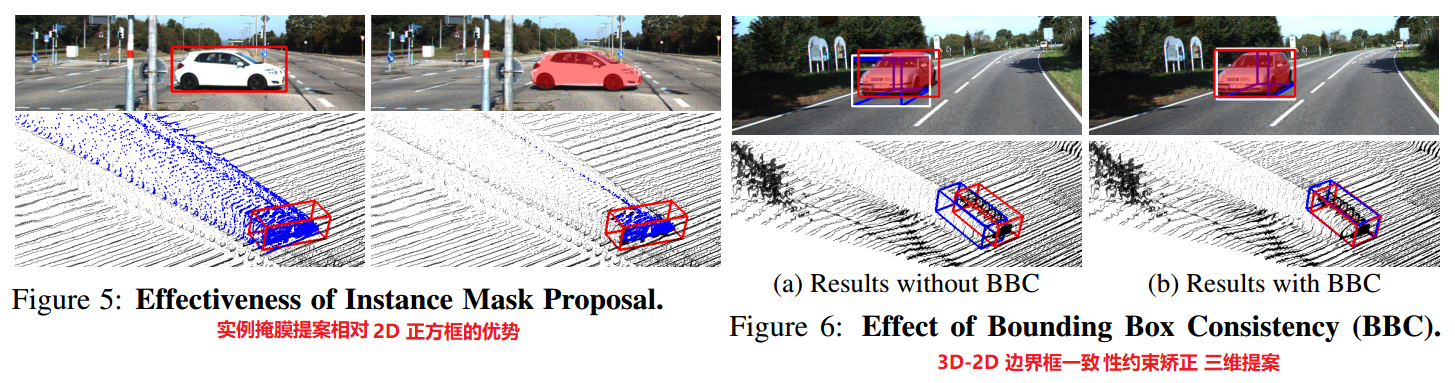 Figure 5: Effectiveness of Instance Mask Proposal.
实例掩膜提案相对 2D 正方框的优势
(a) Results without BBC
(b) Results with BBC
Figure 6: Effect of Bounding Box Consistency (BBC).
3D-2D 边界框一致 性约束矫正 三维提案